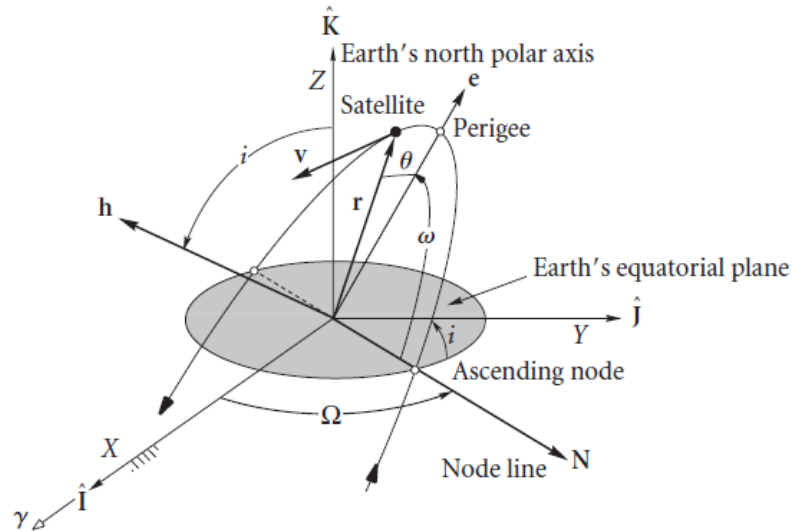 K̂
Earth's north polar axis
Z
e
Satellite
Perigee
i
v
θ
r
h
ω
Earth's equatorial plane
Ĵ
Y
i
Ascending node
Ω
X
N
Node line
Î
γ